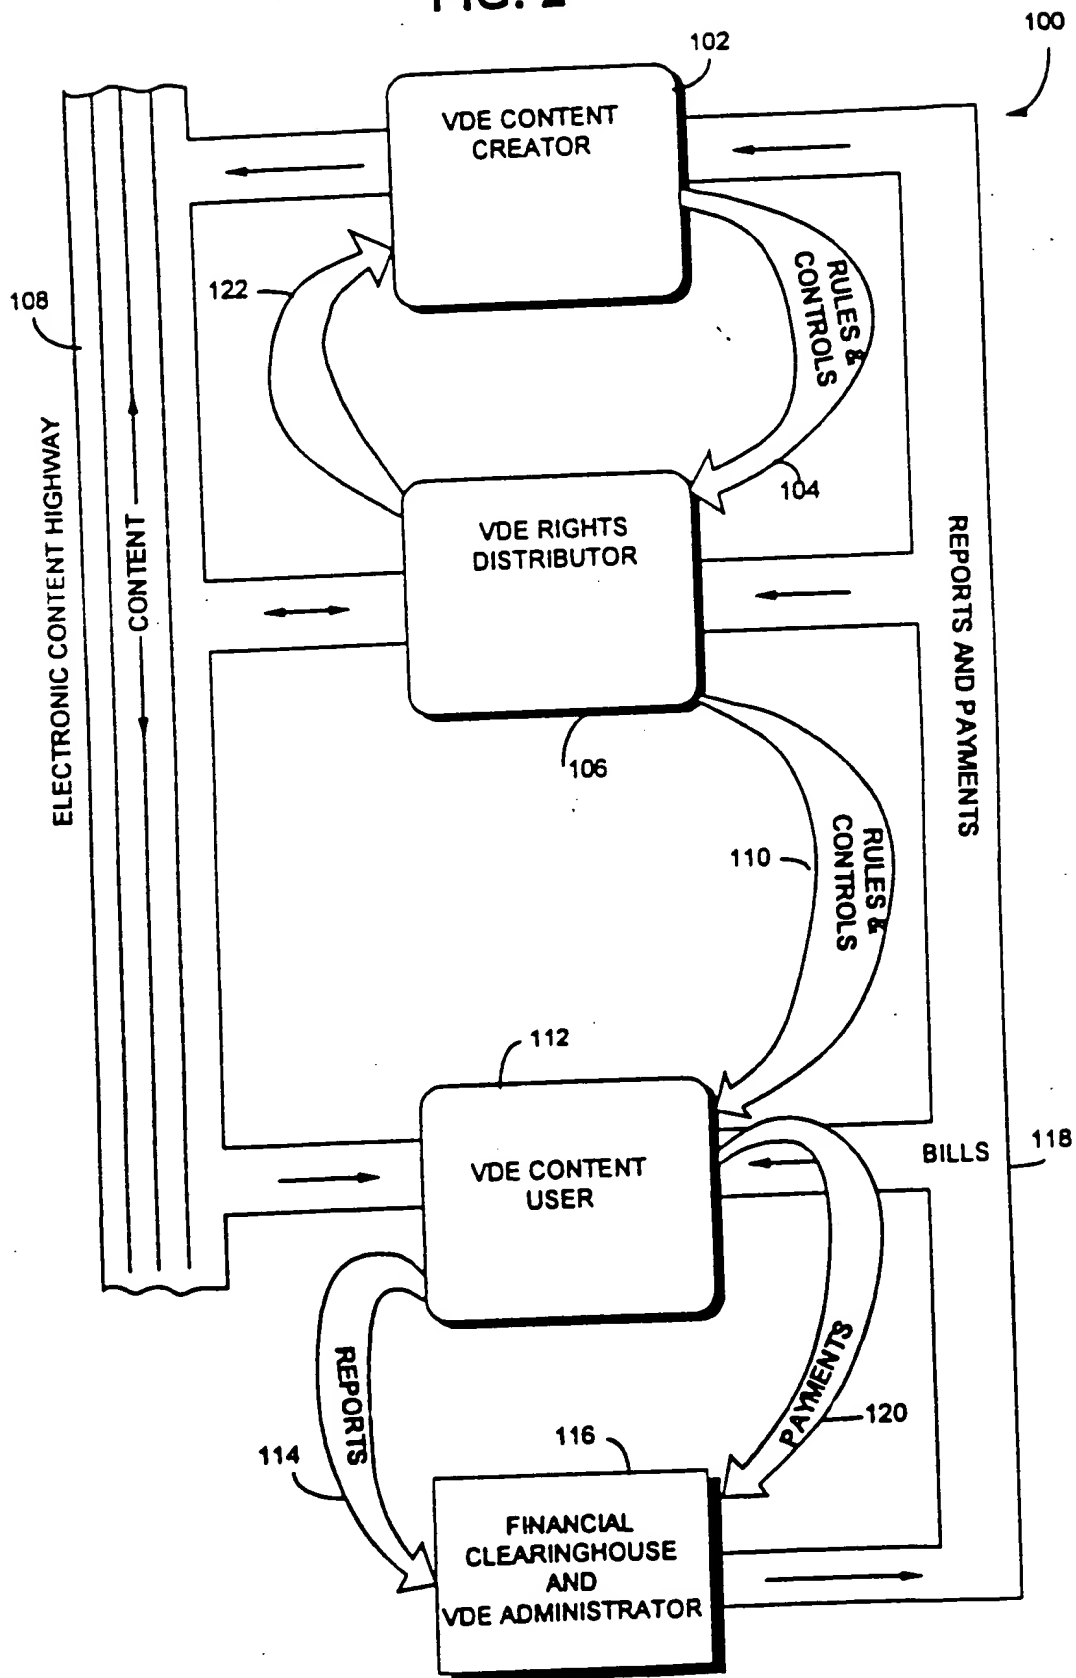 FIG. 2
100
102
VDE CONTENT
CREATOR
RULES &
CONTROLS
122
108
104
ELECTRONIC CONTENT HIGHWAY
CONTENT
VDE RIGHTS
DISTRIBUTOR
REPORTS AND PAYMENTS
106
110
RULES &
CONTROLS
112
VDE CONTENT
USER
BILLS
118
REPORTS
PAYMENTS
114
116
120
FINANCIAL
CLEARINGHOUSE
AND
VDE ADMINISTRATOR